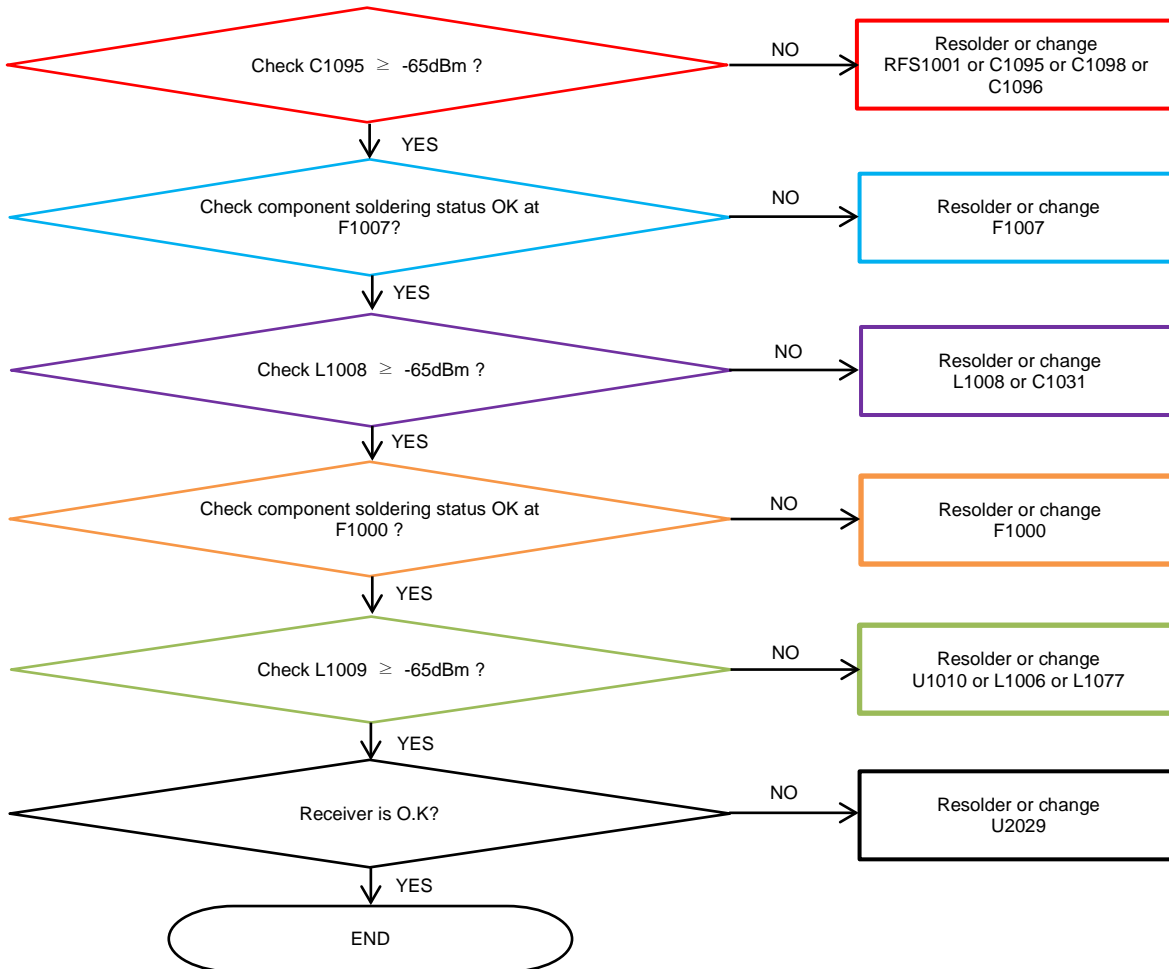 Check C1095 ≥ -65dBm ?
NO
Resolder or change
RFS1001 or C1095 or C1098 or
C1096
YES
Check component soldering status OK at
F1007?
NO
Resolder or change
F1007
YES
Check L1008 ≥ -65dBm ?
NO
Resolder or change
L1008 or C1031
YES
Check component soldering status OK at
F1000 ?
NO
Resolder or change
F1000
YES
Check L1009 ≥ -65dBm ?
NO
Resolder or change
U1010 or L1006 or L1077
YES
Receiver is O.K?
NO
Resolder or change
U2029
YES
END